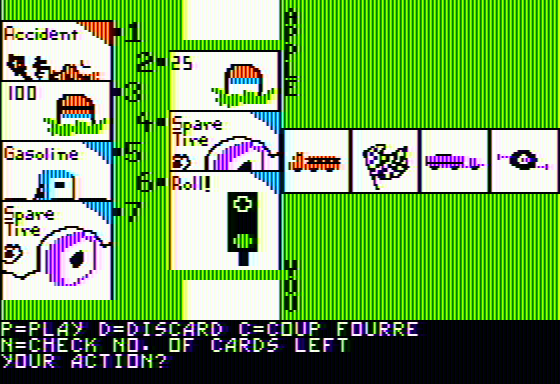 Accident
1
2
25
100
3
4
Spare
Tire
Gasoline
5
6
Roll!
Spare
Tire
7
APPLE
YOU
P=PLAY D=DISCARD C=COUP FOURRE
N=CHECK NO. OF CARDS LEFT
YOUR ACTION?